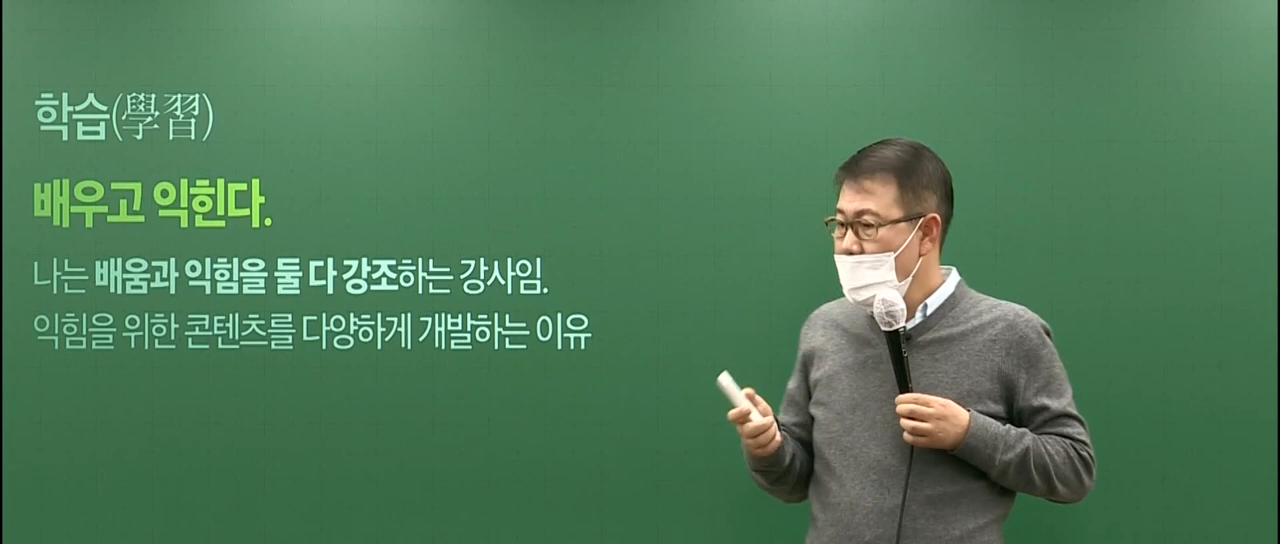 학습(學習)
배우고 익힌다.
나는 배움과 익힘을 둘 다 강조하는 강사임.
익힘을 위한 콘텐츠를 다양하게 개발하는 이유